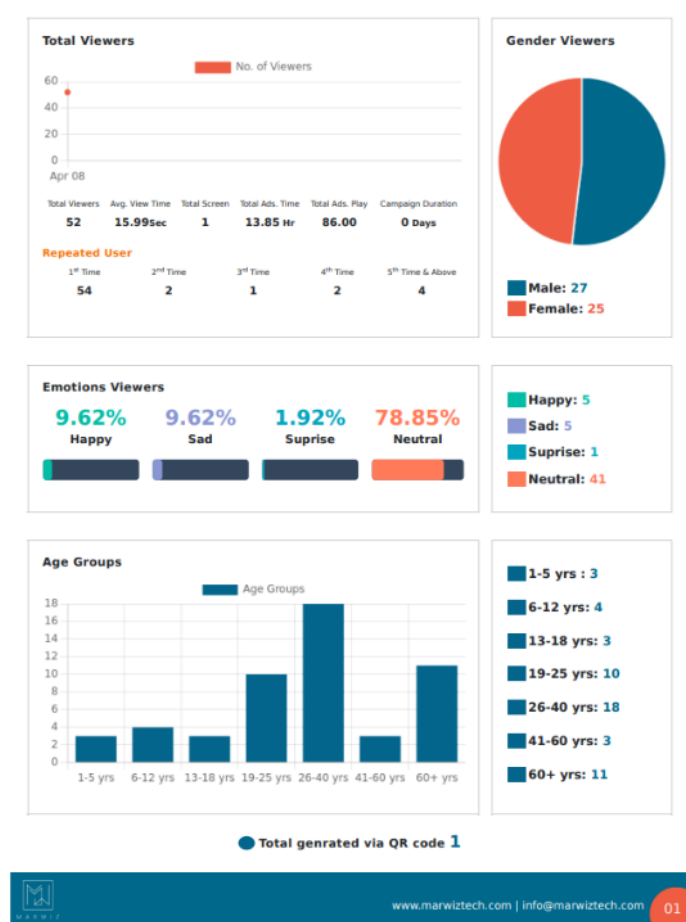 Total Viewers
No. of Viewers
60
40
20
0
Apr 08
Total Viewers Avg. View Time Total Screen Total Ads. Time Total Ads. Play Campaign Duration
52 15.99Sec 1 13.85 Hr 86.00 0 Days
Repeated User
1st Time 2nd Time 3rd Time 4th Time 5th Time & Above
54 2 1 2 4
Gender Viewers
Male: 27
Female: 25
Emotions Viewers
9.62% 9.62% 1.92% 78.85%
Happy Sad Suprise Neutral
Happy: 5
Sad: 5
Suprise: 1
Neutral: 41
Age Groups
Age Groups
18
16
14
12
10
8
6
4
2
0
1-5 yrs 6-12 yrs 13-18 yrs 19-25 yrs 26-40 yrs 41-60 yrs 60+ yrs
1-5 yrs : 3
6-12 yrs: 4
13-18 yrs: 3
19-25 yrs: 10
26-40 yrs: 18
41-60 yrs: 3
60+ yrs: 11
Total genrated via QR code 1
MARWIZ
www.marwiztech.com | info@marwiztech.com 01